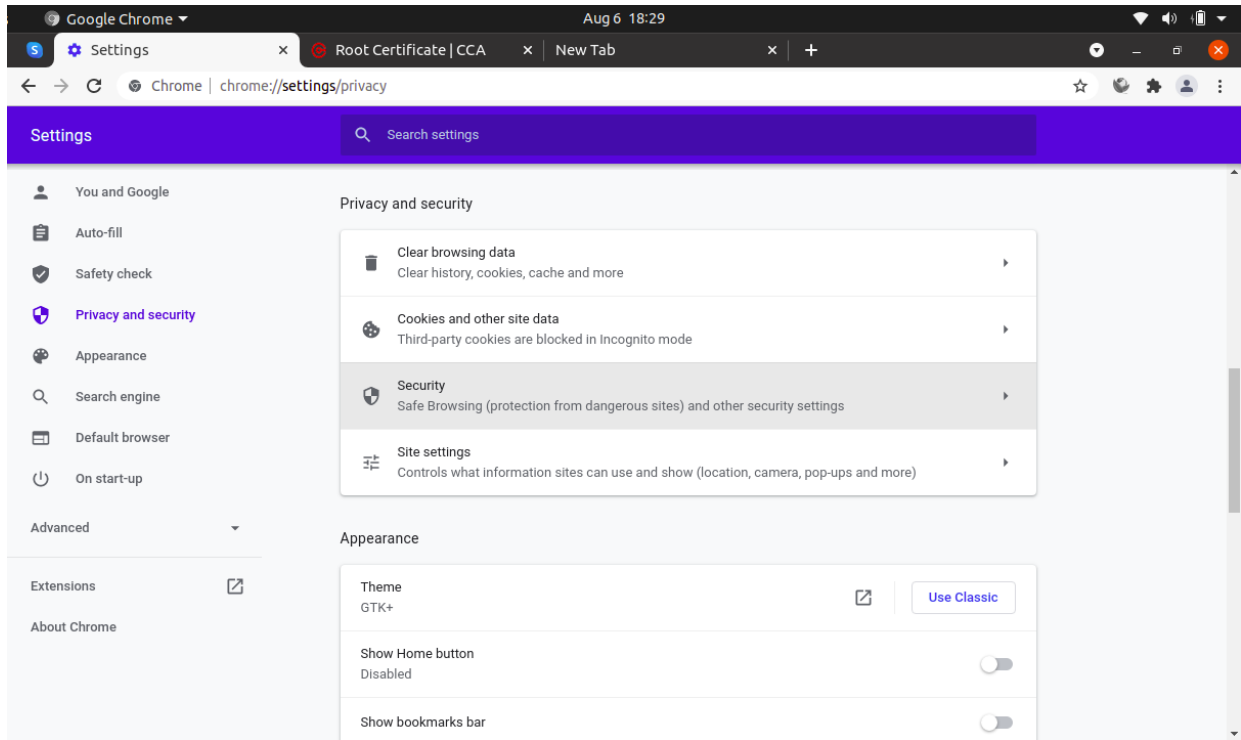 Google Chrome
Aug 6 18:29
Settings
Root Certificate | CCA
New Tab
Chrome | chrome://settings/privacy
Settings
Search settings
You and Google
Auto-fill
Safety check
Privacy and security
Appearance
Search engine
Default browser
On start-up
Advanced
Extensions
About Chrome
Privacy and security
Clear browsing data
Clear history, cookies, cache and more
Cookies and other site data
Third-party cookies are blocked in Incognito mode
Security
Safe Browsing (protection from dangerous sites) and other security settings
Site settings
Controls what information sites can use and show (location, camera, pop-ups and more)
Appearance
Theme
GTK+
Use Classic
Show Home button
Disabled
Show bookmarks bar